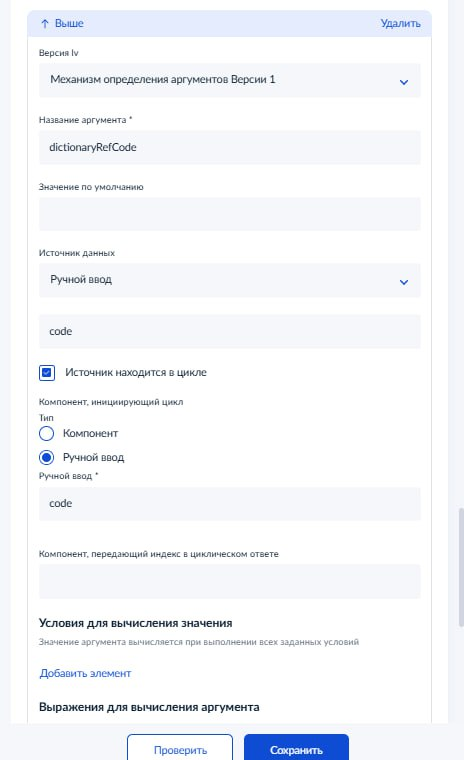 Выше
Удалить
Версия lv
Механизм определения аргументов Версии 1
Название аргумента *
dictionaryRefCode
Значение по умолчанию
Источник данных
Ручной ввод
code
Источник находится в цикле
Компонент, инициирующий цикл
Тип
Компонент
Ручной ввод
Ручной ввод *
code
Компонент, передающий индекс в циклическом ответе
Условия для вычисления значения
Значение аргумента вычисляется при выполнении всех заданных условий
Добавить элемент
Выражения для вычисления аргумента
Проверить
Сохранить